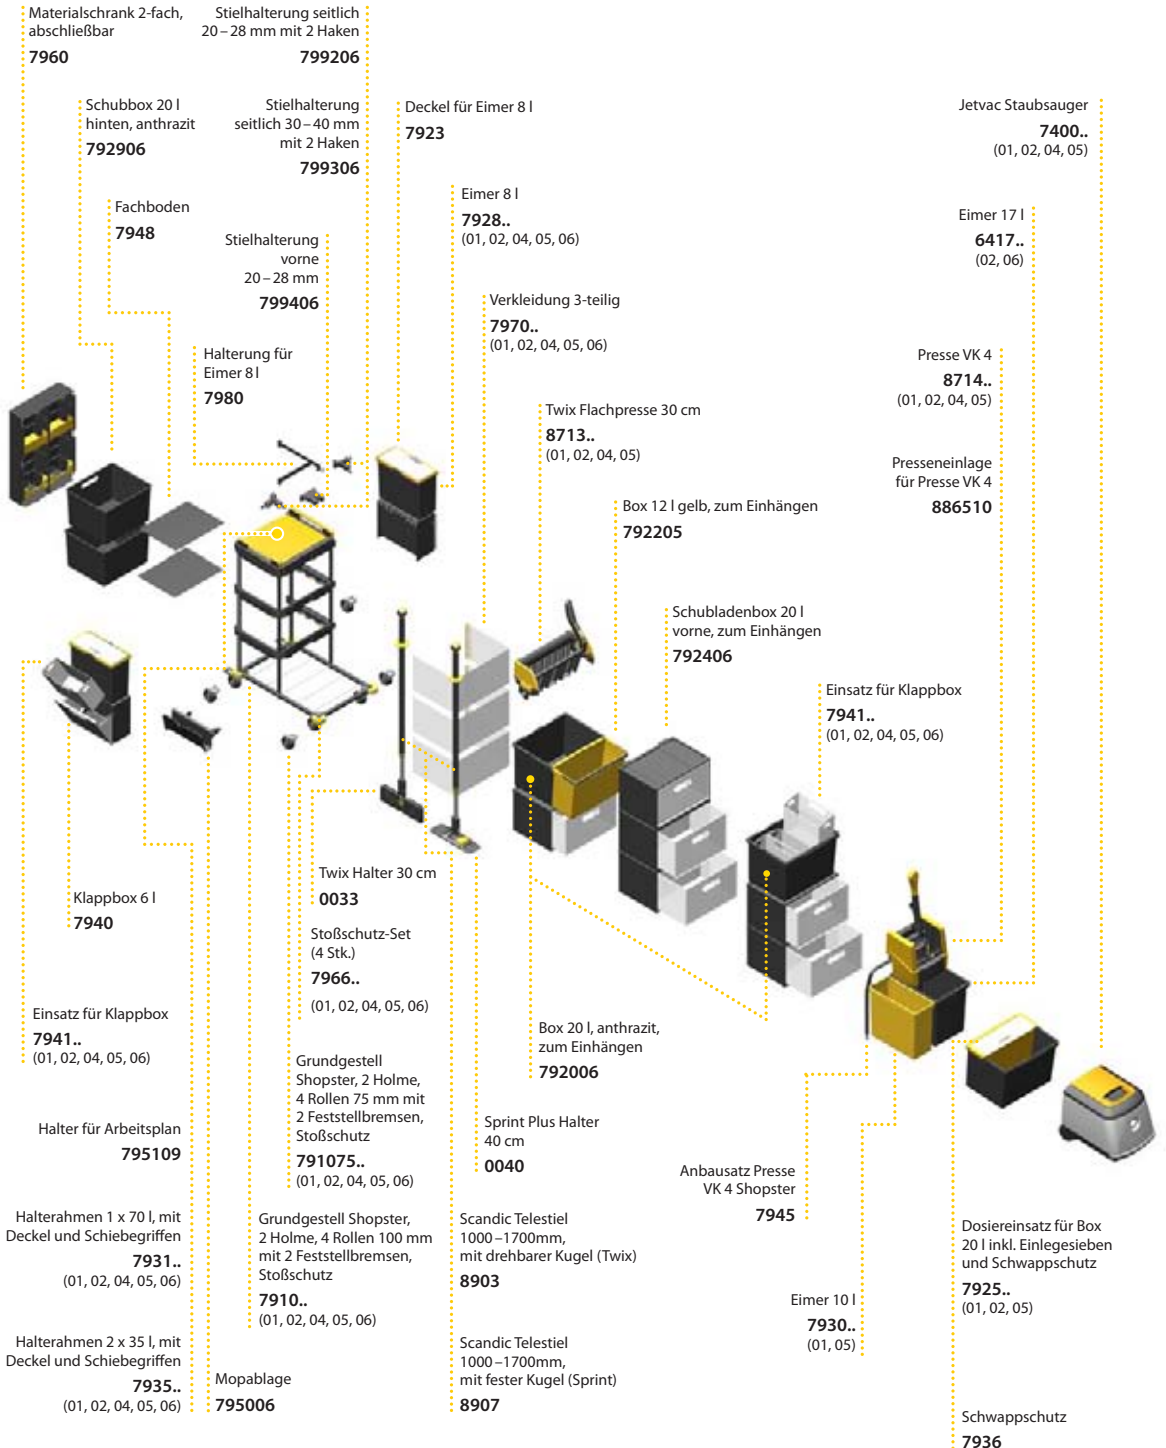 Materialschrank 2-fach,
abschließbar
7960
Stielhalterung seitlich
20–28 mm mit 2 Haken
799206
Schubbox 20 l
hinten, anthrazit
792906
Stielhalterung
seitlich 30–40 mm
mit 2 Haken
799306
Deckel für Eimer 8 l
7923
Jetvac Staubsauger
7400..
(01, 02, 04, 05)
Fachboden
7948
Stielhalterung
vorne
20–28 mm
799406
Eimer 8 l
7928..
(01, 02, 04, 05, 06)
Eimer 17 l
6417..
(02, 06)
Verkleidung 3-teilig
7970..
(01, 02, 04, 05, 06)
Halterung für
Eimer 8 l
7980
Presse VK 4
8714..
(01, 02, 04, 05)
Twix Flachpresse 30 cm
8713..
(01, 02, 04, 05)
Presseneinlage
für Presse VK 4
886510
Box 12 l gelb, zum Einhängen
792205
Schubladenbox 20 l
vorne, zum Einhängen
792406
Einsatz für Klappbox
7941..
(01, 02, 04, 05, 06)
Twix Halter 30 cm
0033
Klappbox 6 l
7940
Stoßschutz-Set
(4 Stk.)
7966..
(01, 02, 04, 05, 06)
Einsatz für Klappbox
7941..
(01, 02, 04, 05, 06)
Box 20 l, anthrazit,
zum Einhängen
792006
Grundgestell
Shopster, 2 Holme,
4 Rollen 75 mm mit
2 Feststellbremsen,
Stoßschutz
791075..
(01, 02, 04, 05, 06)
Halter für Arbeitsplan
795109
Sprint Plus Halter
40 cm
0040
Anbausatz Presse
VK 4 Shopster
7945
Halterahmen 1 x 70 l, mit
Deckel und Schiebegriffen
7931..
(01, 02, 04, 05, 06)
Grundgestell Shopster,
2 Holme, 4 Rollen 100 mm
mit 2 Feststellbremsen,
Stoßschutz
7910..
(01, 02, 04, 05, 06)
Scandic Telestiel
1000–1700mm,
mit drehbarer Kugel (Twix)
8903
Dosiereinsatz für Box
20 l inkl. Einlegesieben
und Schwappschutz
7925..
(01, 02, 05)
Eimer 10 l
7930..
(01, 05)
Halterahmen 2 x 35 l, mit
Deckel und Schiebegriffen
7935..
(01, 02, 04, 05, 06)
Mopablage
795006
Scandic Telestiel
1000–1700mm,
mit fester Kugel (Sprint)
8907
Schwappschutz
7936